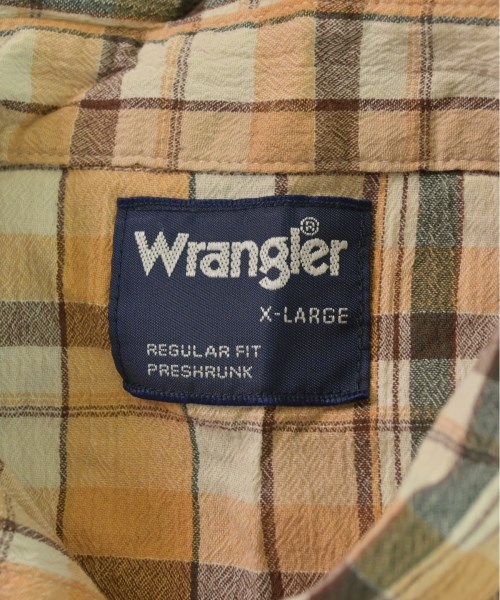 Wrangler®
X-LARGE
REGULAR FIT
PRESHRUNK